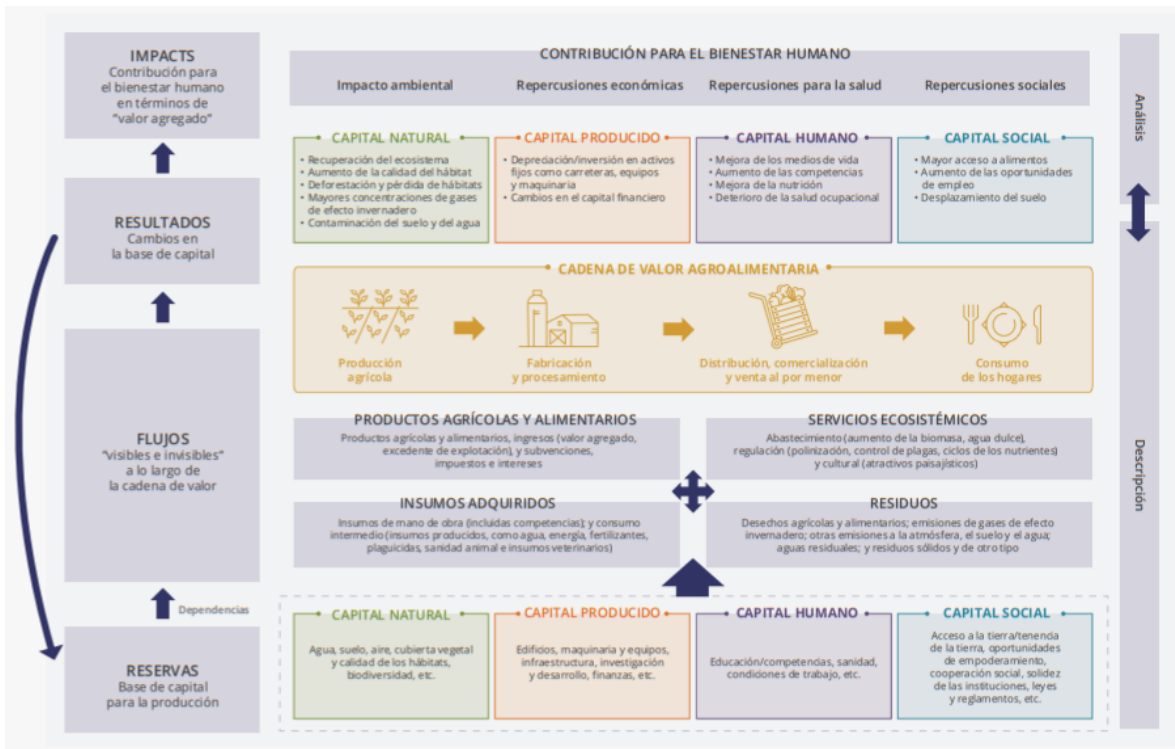 IMPACTS
Contribución para
el bienestar humano
en términos de
"valor agregado"
CONTRIBUCIÓN PARA EL BIENESTAR HUMANO
Impacto ambiental
Repercusiones económicas
Repercusiones para la salud
Repercusiones sociales
Análisis
RESULTADOS
Cambios en
la base de capital
CAPITAL NATURAL
• Recuperación del ecosistema
• Aumento de la calidad del hábitat
• Deforestación y pérdida de hábitats
• Mayores concentraciones de gases
de efecto invernadero
• Contaminación del suelo y del agua
CAPITAL PRODUCIDO
• Depreciación/inversión en activos
fijos como carreteras, equipos
y maquinaria
• Cambios en el capital financiero
CAPITAL HUMANO
• Mejora de los medios de vida
• Aumento de las competencias
• Mejora de la nutrición
• Deterioro de la salud ocupacional
CAPITAL SOCIAL
• Mayor acceso a alimentos
• Aumento de las oportunidades
de empleo
• Desplazamiento del suelo
CADENA DE VALOR AGROALIMENTARIA
Producción
agrícola
Fabricación
y procesamiento
Distribución, comercialización
y venta al por menor
Consumo
de los hogares
FLUJOS
"visibles e invisibles"
a lo largo de
la cadena de valor
PRODUCTOS AGRÍCOLAS Y ALIMENTARIOS
Productos agrícolas y alimentarios, ingresos (valor agregado,
excedente de explotación), y subvenciones,
impuestos e intereses
SERVICIOS ECOSISTÉMICOS
Abastecimiento (aumento de la biomasa, agua dulce),
regulación (polinización, control de plagas, ciclos de los nutrientes)
y cultural (atractivos paisajísticos)
INSUMOS ADQUIRIDOS
Insumos de mano de obra (incluidas competencias); y consumo
intermedio (insumos producidos, como agua, energía, fertilizantes,
plaguicidas, sanidad animal e insumos veterinarios)
RESIDUOS
Desechos agrícolas y alimentarios; emisiones de gases de efecto
invernadero; otras emisiones a la atmósfera, el suelo y el agua;
aguas residuales; y residuos sólidos y de otro tipo
Descripción
Dependencias
RESERVAS
Base de capital
para la producción
CAPITAL NATURAL
Agua, suelo, aire, cubierta vegetal
y calidad de los hábitats,
biodiversidad, etc.
CAPITAL PRODUCIDO
Edificios, maquinaria y equipos,
infraestructura, investigación
y desarrollo, finanzas, etc.
CAPITAL HUMANO
Educación/competencias, sanidad,
condiciones de trabajo, etc.
CAPITAL SOCIAL
Acceso a la tierra/tenencia
de la tierra, oportunidades
de empoderamiento,
cooperación social, solidez
de las instituciones, leyes
y reglamentos, etc.